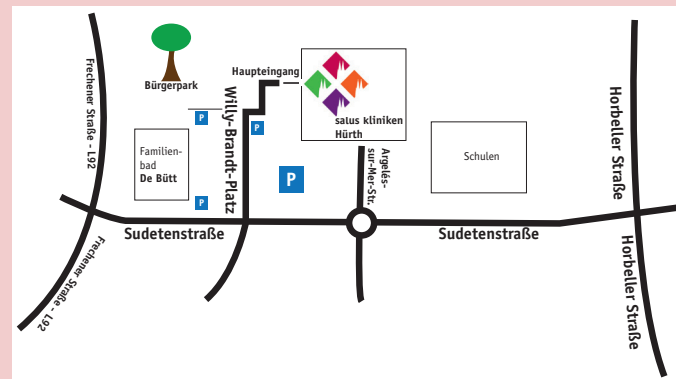 Frechener Straße - L92
Bürgerpark
Haupteingang
Willy-Brandt-Platz
salus kliniken
Hürth
P
P
Familien-
bad
De Bütt
P
P
Argelés-
sur-Mer-Str.
Schulen
Horbeller Straße
Sudetenstraße
Sudetenstraße
Frechener Straße - L92
Horbeller Straße